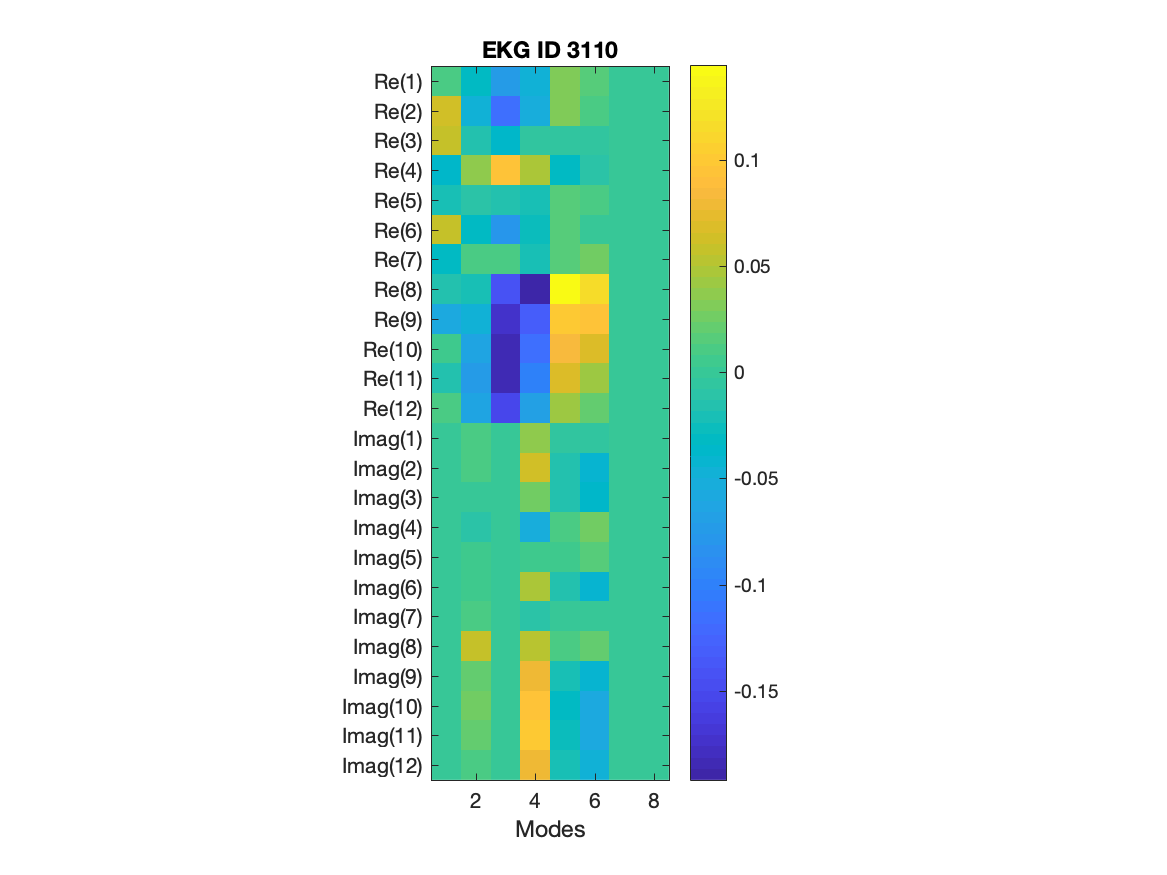 EKG ID 3110
Re(1)
Re(2)
Re(3)
Re(4)
Re(5)
Re(6)
Re(7)
Re(8)
Re(9)
Re(10)
Re(11)
Re(12)
Imag(1)
Imag(2)
Imag(3)
Imag(4)
Imag(5)
Imag(6)
Imag(7)
Imag(8)
Imag(9)
Imag(10)
Imag(11)
Imag(12)
2 4 6 8
Modes
0.1
0.05
0
-0.05
-0.1
-0.15